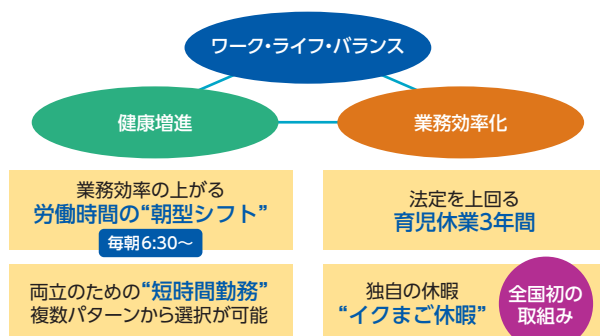 ワーク・ライフ・バランス
健康増進
業務効率化
業務効率の上がる
労働時間の“朝型シフト”
毎朝6:30〜
法定を上回る
育児休業3年間
両立のための“短時間勤務”
複数パターンから選択が可能
独自の休暇
“イクまご休暇”
全国初の
取組み